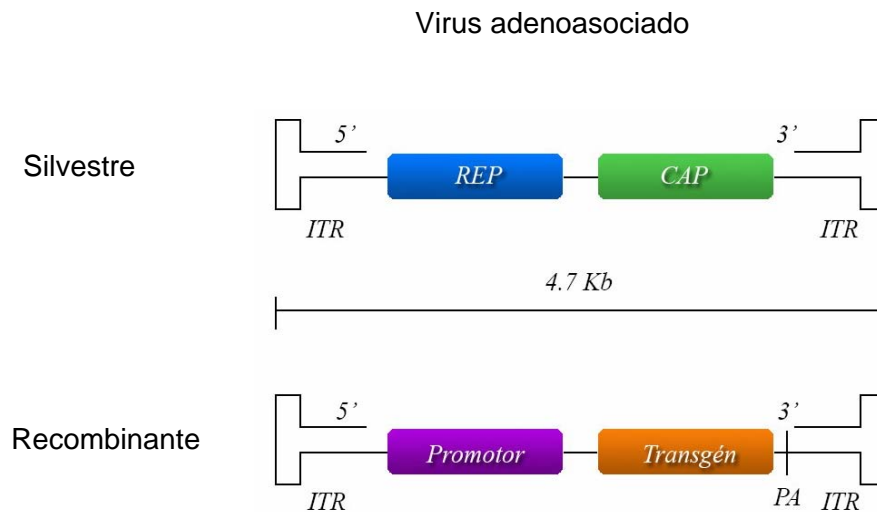 Virus adenoasociado
Silvestre
5’ 3’
REP CAP
ITR ITR
4.7 Kb
Recombinante
5’ 3’
Promotor Transgén
ITR PA ITR